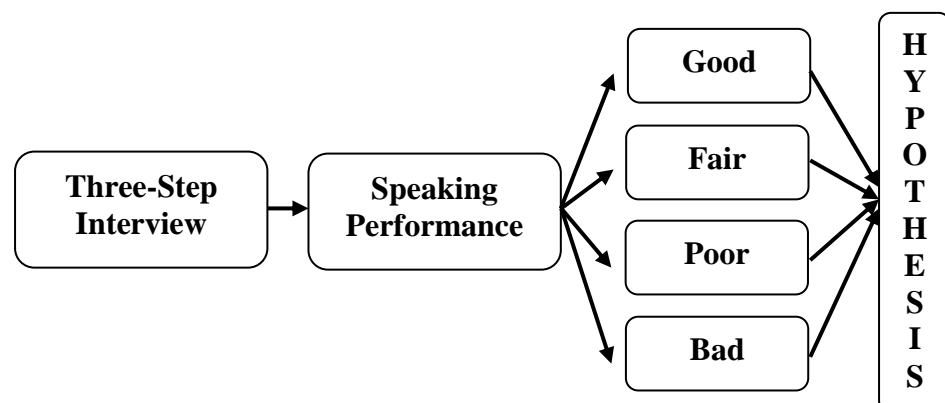 Three-Step
Interview
Speaking
Performance
Good
Fair
Poor
Bad
H
Y
P
O
T
H
E
S
I
S